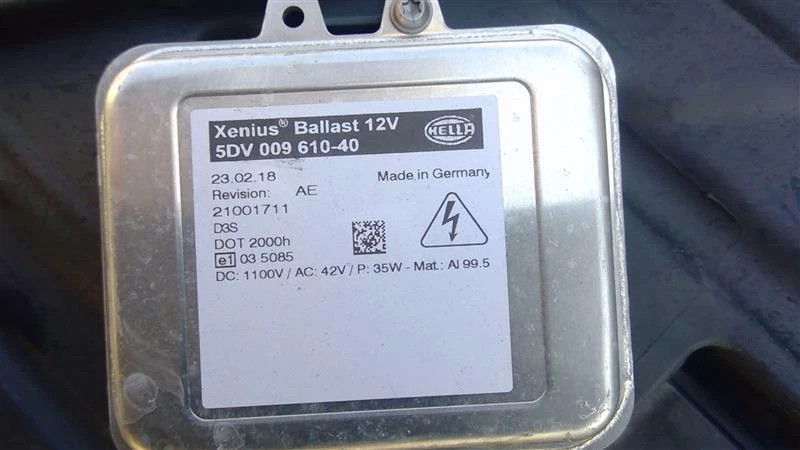 Xenius® Ballast 12V
5DV 009 610-40
HELLA
23.02.18 Made in Germany
Revision: AE
21001711
D3S
DOT 2000h
e1 03 5085
DC: 1100V / AC: 42V / P: 35W - Mat.: Al 99.5